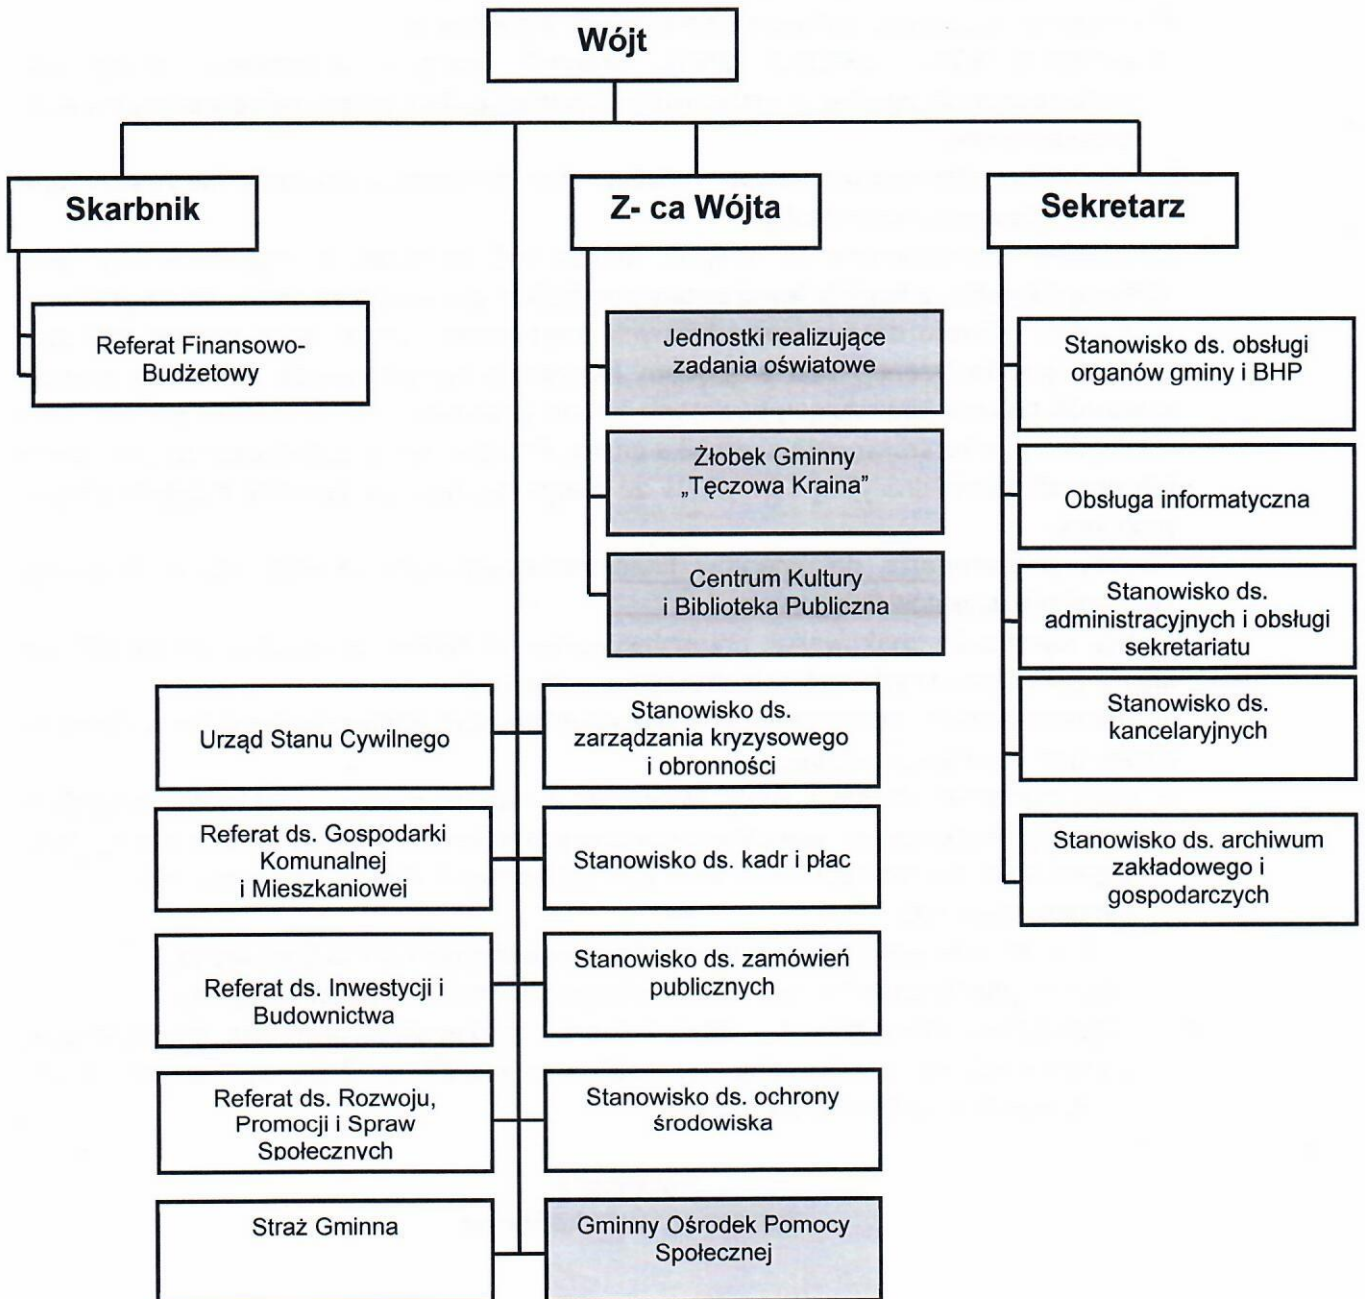 Wójt
Skarbnik
Z- ca Wójta
Sekretarz
Referat Finansowo-
Budżetowy
Jednostki realizujące
zadania oświatowe
Żłobek Gminny
„Tęczowa Kraina”
Centrum Kultury
i Biblioteka Publiczna
Stanowisko ds. obsługi
organów gminy i BHP
Obsługa informatyczna
Stanowisko ds.
administracyjnych i obsługi
sekretariatu
Stanowisko ds.
kancelaryjnych
Stanowisko ds. archiwum
zakładowego i
gospodarczych
Urząd Stanu Cywilnego
Stanowisko ds.
zarządzania kryzysowego
i obronności
Referat ds. Gospodarki
Komunalnej
i Mieszkaniowej
Stanowisko ds. kadr i płac
Referat ds. Inwestycji i
Budownictwa
Stanowisko ds. zamówień
publicznych
Referat ds. Rozwoju,
Promocji i Spraw
Społecznych
Stanowisko ds. ochrony
środowiska
Straż Gminna
Gminny Ośrodek Pomocy
Społecznej